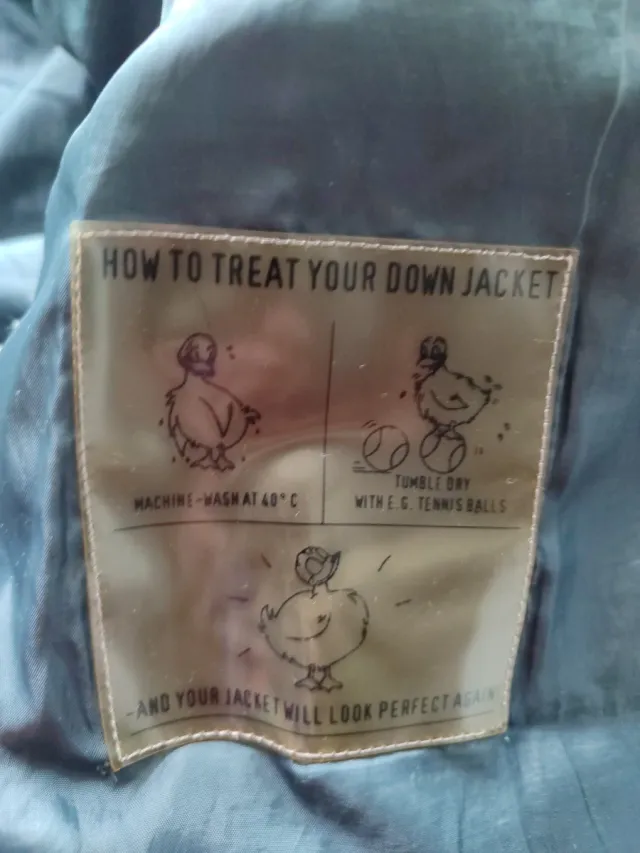 HOW TO TREAT YOUR DOWN JACKET
MACHINE-WASH AT 40°C
TUMBLE DRY
WITH E.G. TENNIS BALLS
-AND YOUR JACKET WILL LOOK PERFECT AGAIN